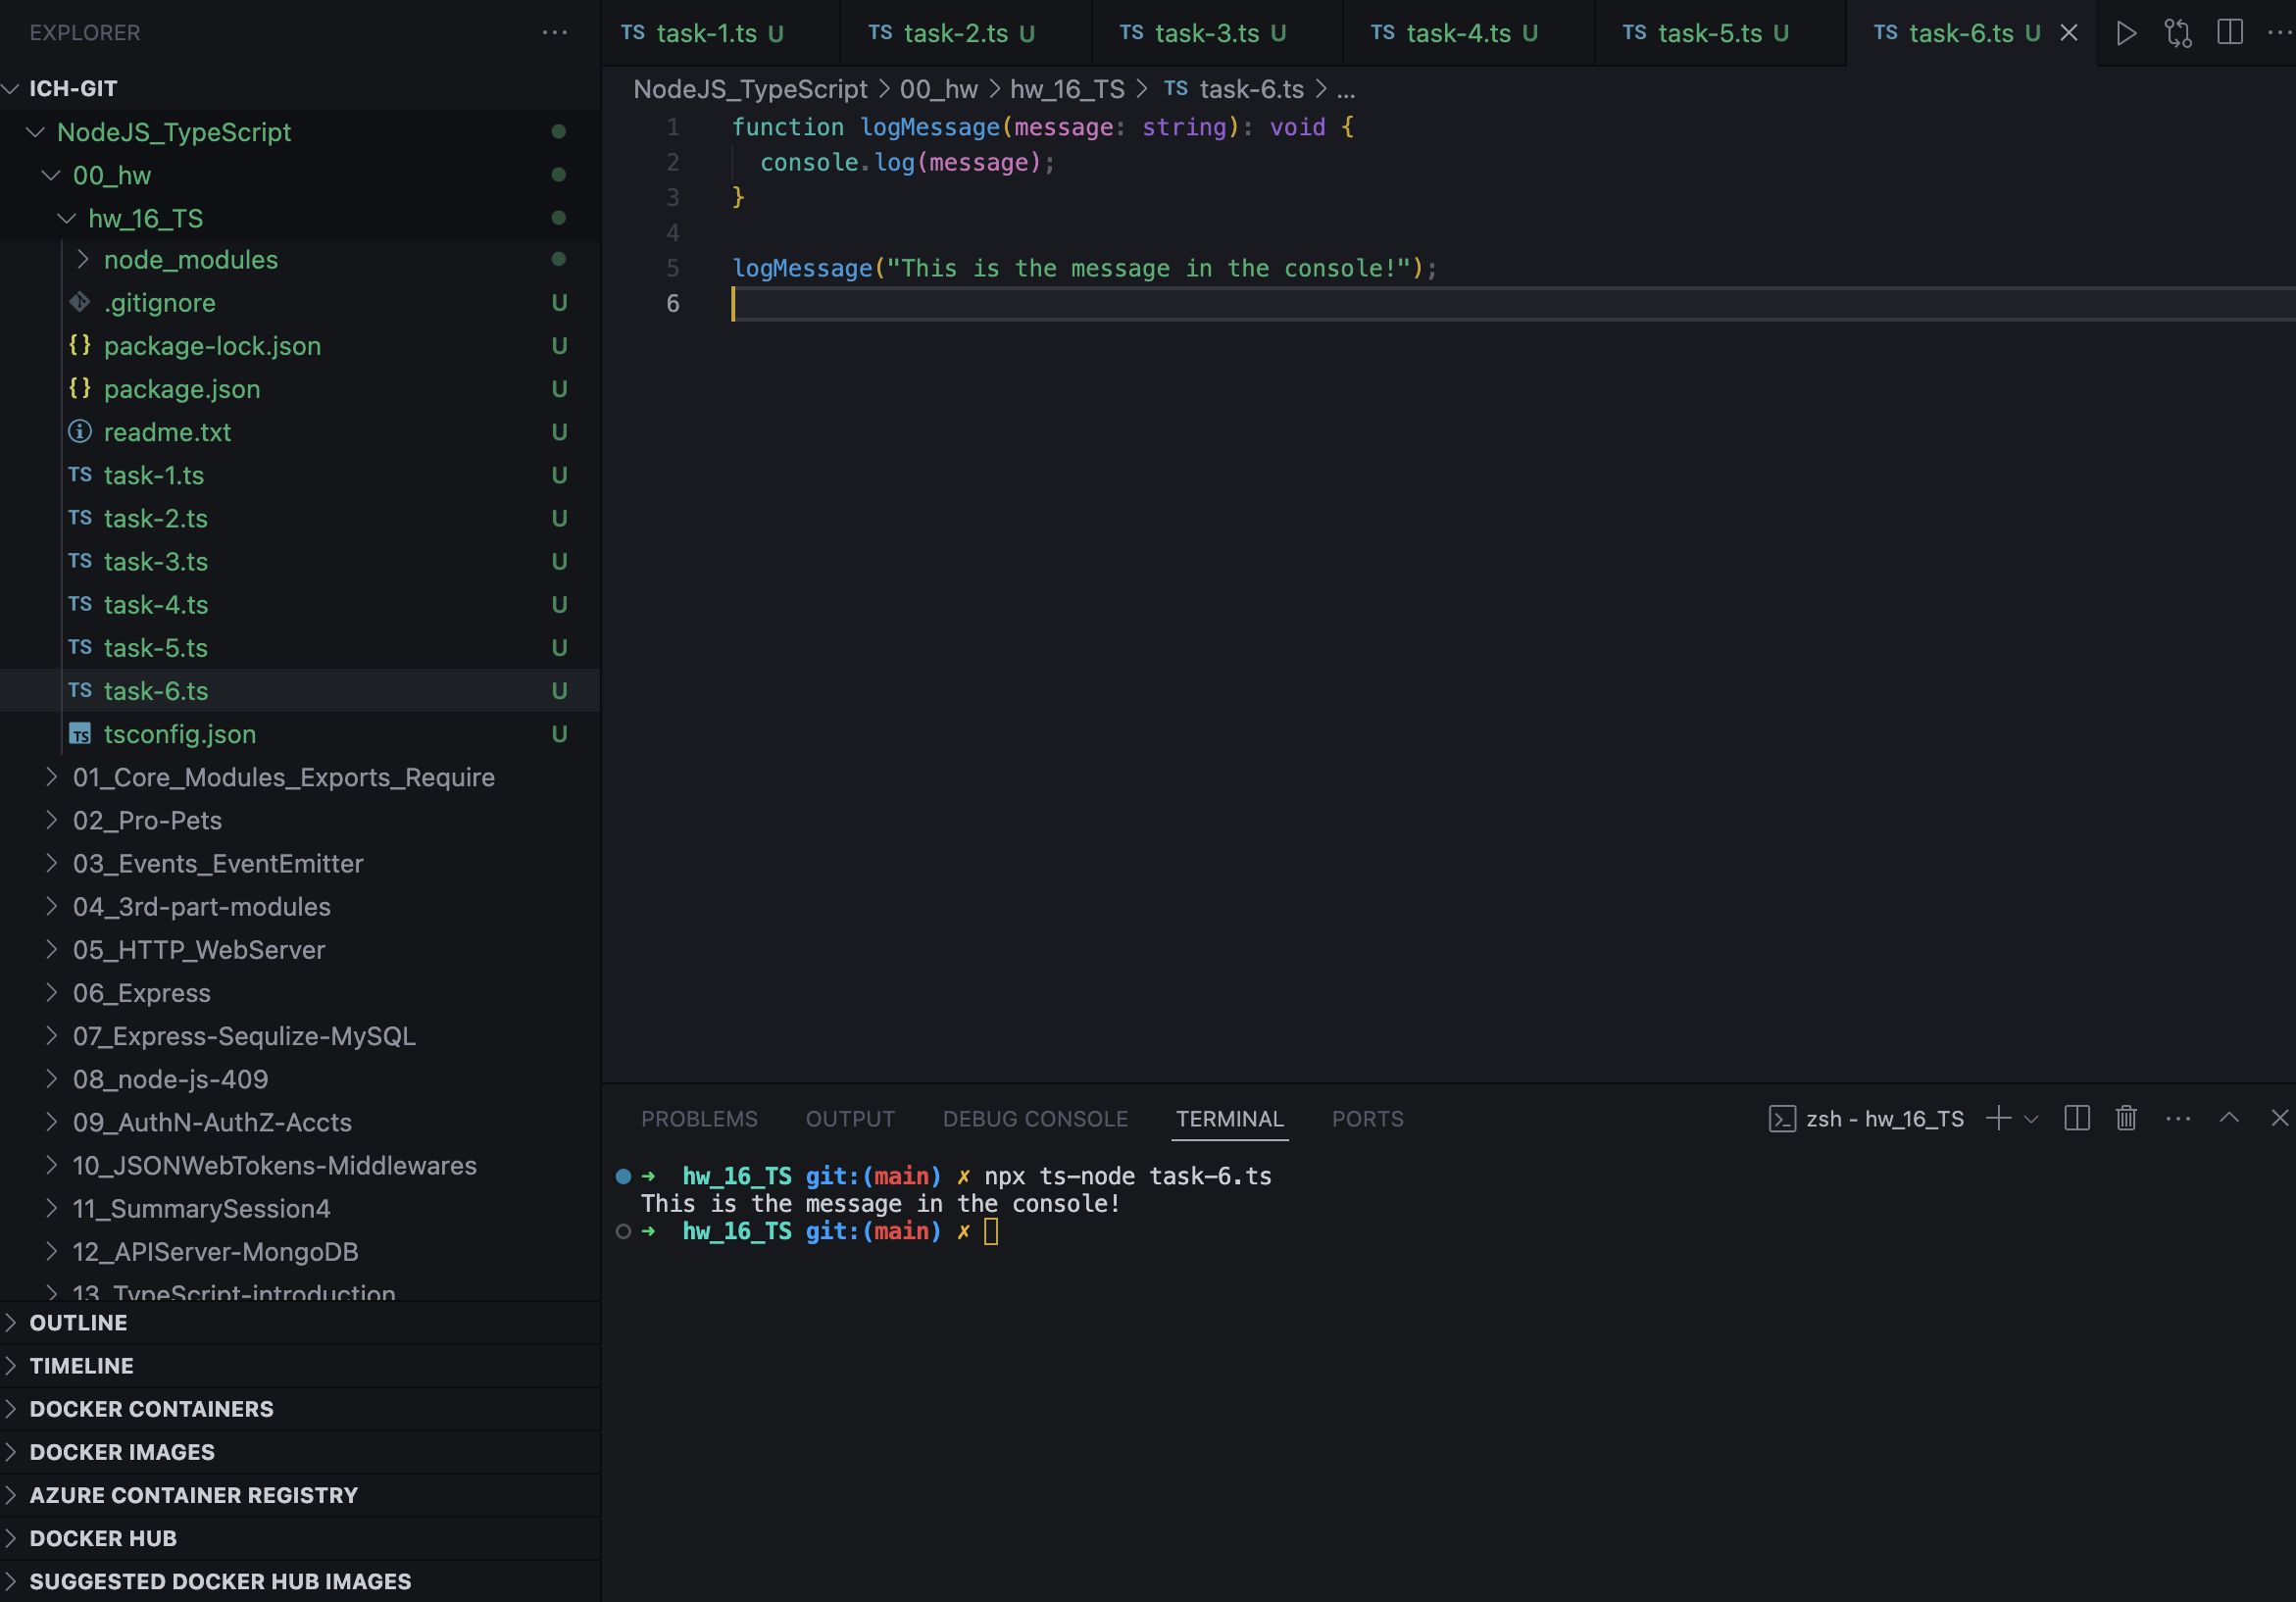 EXPLORER
ICH-GIT
NodeJS_TypeScript
00_hw
hw_16_TS
node_modules
.gitignore U
{} package-lock.json U
{} package.json U
readme.txt U
TS task-1.ts U
TS task-2.ts U
TS task-3.ts U
TS task-4.ts U
TS task-5.ts U
TS task-6.ts U
TS tsconfig.json U
01_Core_Modules_Exports_Require
02_Pro-Pets
03_Events_EventEmitter
04_3rd-part-modules
05_HTTP_WebServer
06_Express
07_Express-Sequlize-MySQL
08_node-js-409
09_AuthN-AuthZ-Accts
10_JSONWebTokens-Middlewares
11_SummarySession4
12_APIServer-MongoDB
13_TypeScript-introduction
OUTLINE
TIMELINE
DOCKER CONTAINERS
DOCKER IMAGES
AZURE CONTAINER REGISTRY
DOCKER HUB
SUGGESTED DOCKER HUB IMAGES
TS task-1.ts U TS task-2.ts U TS task-3.ts U TS task-4.ts U TS task-5.ts U TS task-6.ts U
NodeJS_TypeScript > 00_hw > hw_16_TS > TS task-6.ts > ...
1 function logMessage(message: string): void {
2 console.log(message);
3 }
4
5 logMessage("This is the message in the console!");
6
PROBLEMS OUTPUT DEBUG CONSOLE TERMINAL PORTS zsh - hw_16_TS
➜ hw_16_TS git:(main) ✗ npx ts-node task-6.ts
This is the message in the console!
➜ hw_16_TS git:(main) ✗